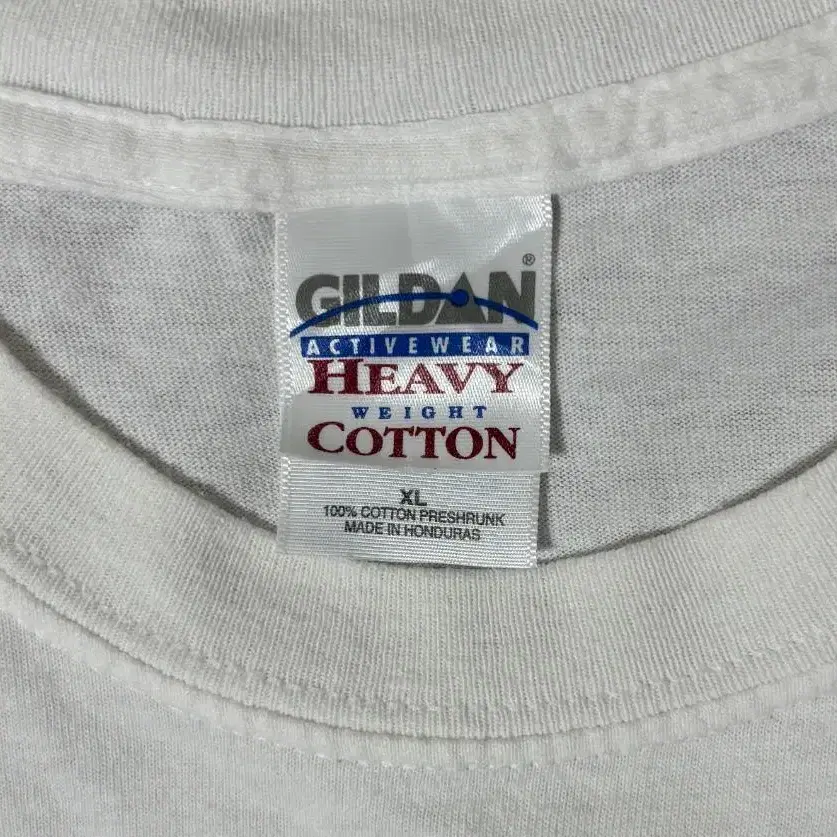 GILDAN®
ACTIVEWEAR
HEAVY
WEIGHT
COTTON
XL
100% COTTON PRESHRUNK
MADE IN HONDURAS